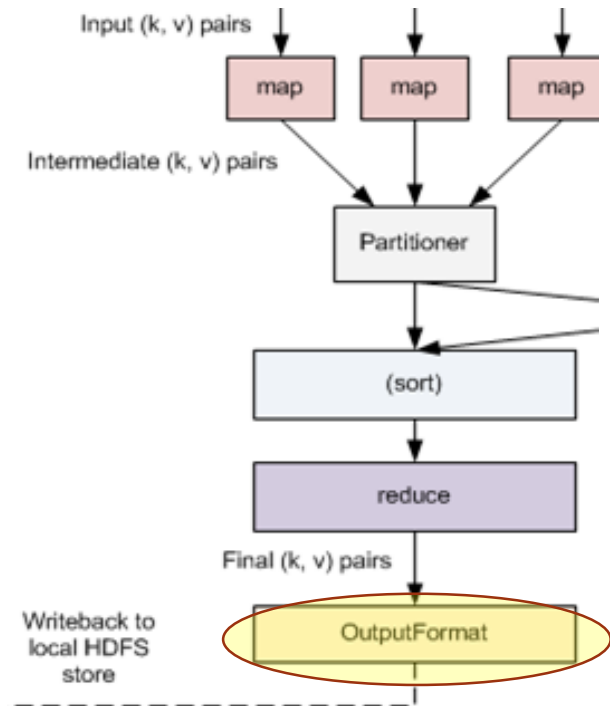 Input (k, v) pairs
map
map
map
Intermediate (k, v) pairs
Partitioner
(sort)
reduce
Final (k, v) pairs
OutputFormat
Writeback to
local HDFS
store